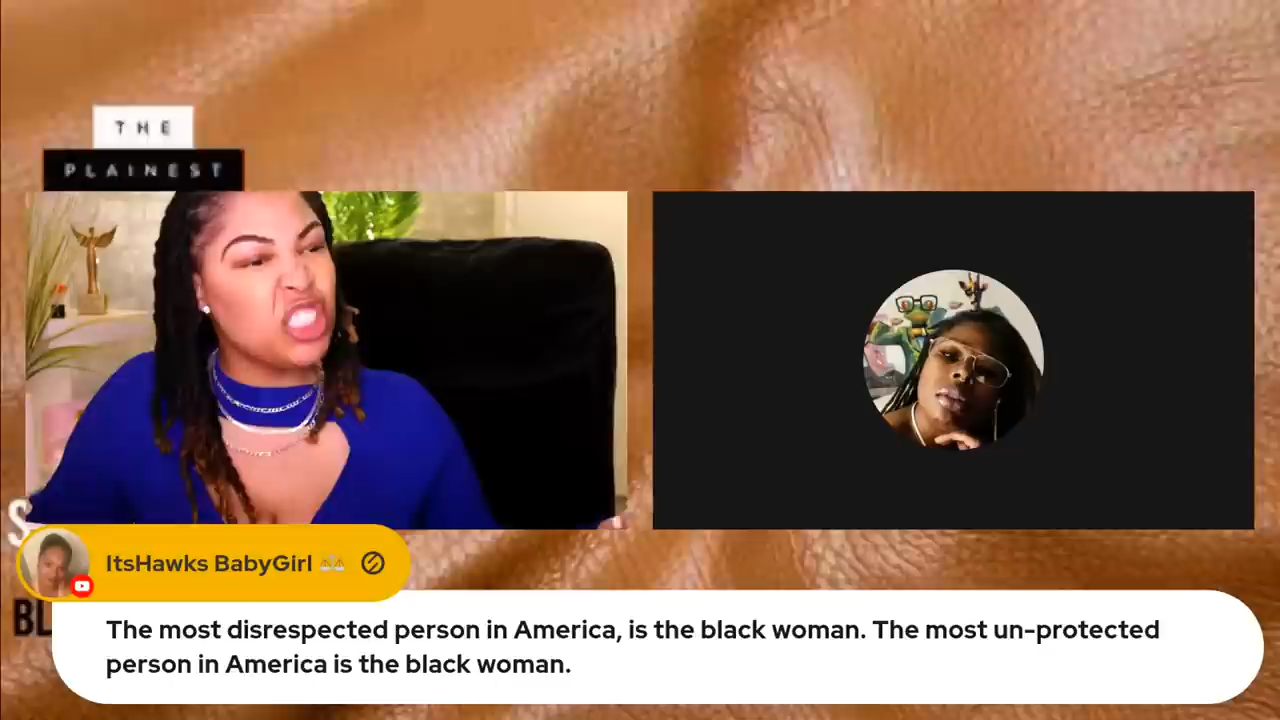 THE
PLAINEST
S
ItsHawks BabyGirl
BL
The most disrespected person in America, is the black woman. The most un-protected
person in America is the black woman.